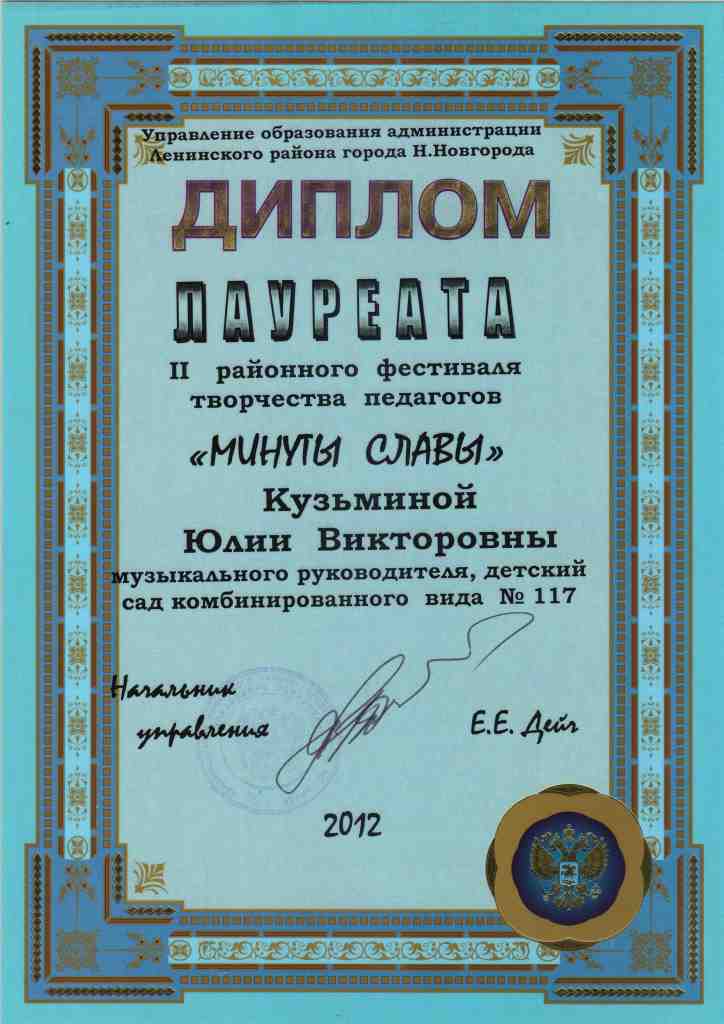 Управление образования администрации
Ленинского района города Н.Новгорода
ДИПЛОМ
ЛАУРЕАТА
II районного фестиваля
творчества педагогов
«МИНУТЫ СЛАВЫ»
Кузьминой
Юлии Викторовны
музыкального руководителя, детский
сад комбинированного вида № 117
Начальник
управления
Е.Е. Дейч
2012